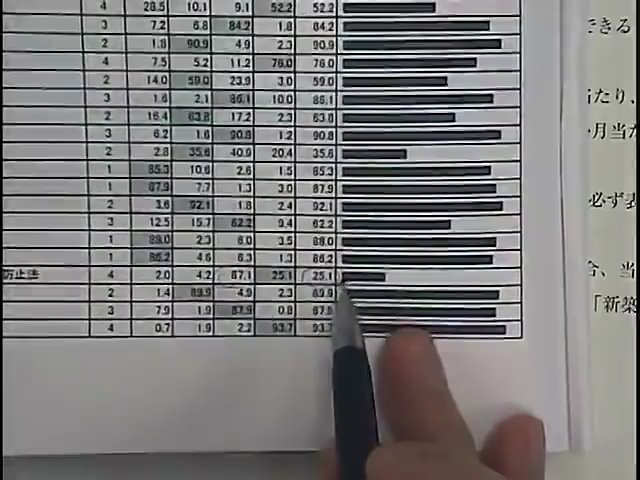 4 28.5 10.1 9.1 52.2 52.2
3 7.2 6.8 84.2 1.8 84.2
2 1.8 90.9 4.9 2.3 90.9
4 7.5 5.2 11.2 76.0 76.0
2 14.0 59.0 23.9 3.0 59.0
3 1.6 2.1 86.1 10.0 86.1
2 16.4 63.8 17.2 2.3 63.8
3 6.2 1.6 90.8 1.2 90.8
2 2.8 35.6 40.9 20.4 35.6
1 85.3 10.6 2.6 1.5 85.3
1 87.9 7.7 1.3 3.0 87.9
2 3.6 92.1 1.8 2.4 92.1
3 12.5 15.7 62.2 9.4 62.2
1 88.0 2.3 6.0 3.5 88.0
1 86.2 4.6 6.3 1.3 86.2
防止法 4 2.0 4.2 67.1 25.1 25.1
2 1.4 89.9 4.9 2.3 89.9
3 7.9 1.9 87.9 0.8 87.9
4 0.7 1.9 2.2 93.7 93.7
できる
当たり、
月当
必ず
合、当
「新築